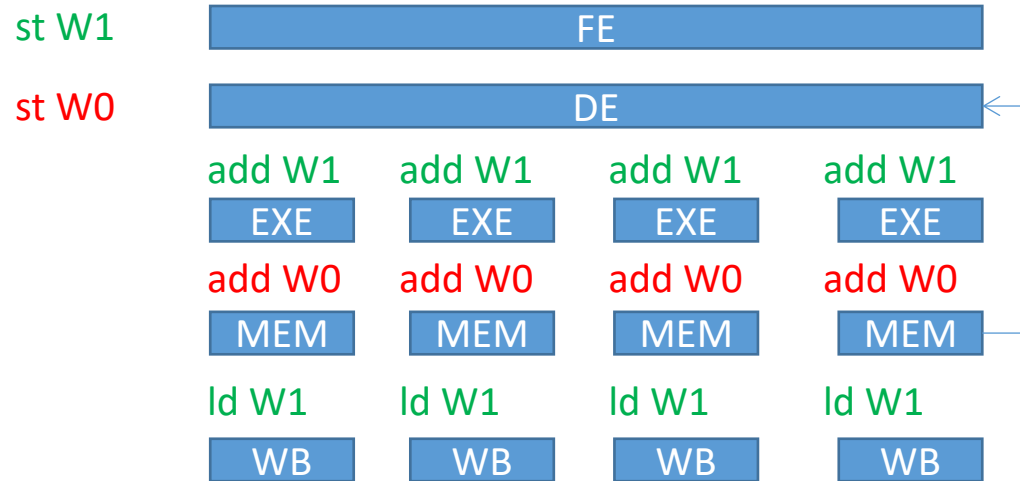 st W1 FE
st W0 DE
add W1 add W1 add W1 add W1
EXE EXE EXE EXE
add W0 add W0 add W0 add W0
MEM MEM MEM MEM
ld W1 ld W1 ld W1 ld W1
WB WB WB WB